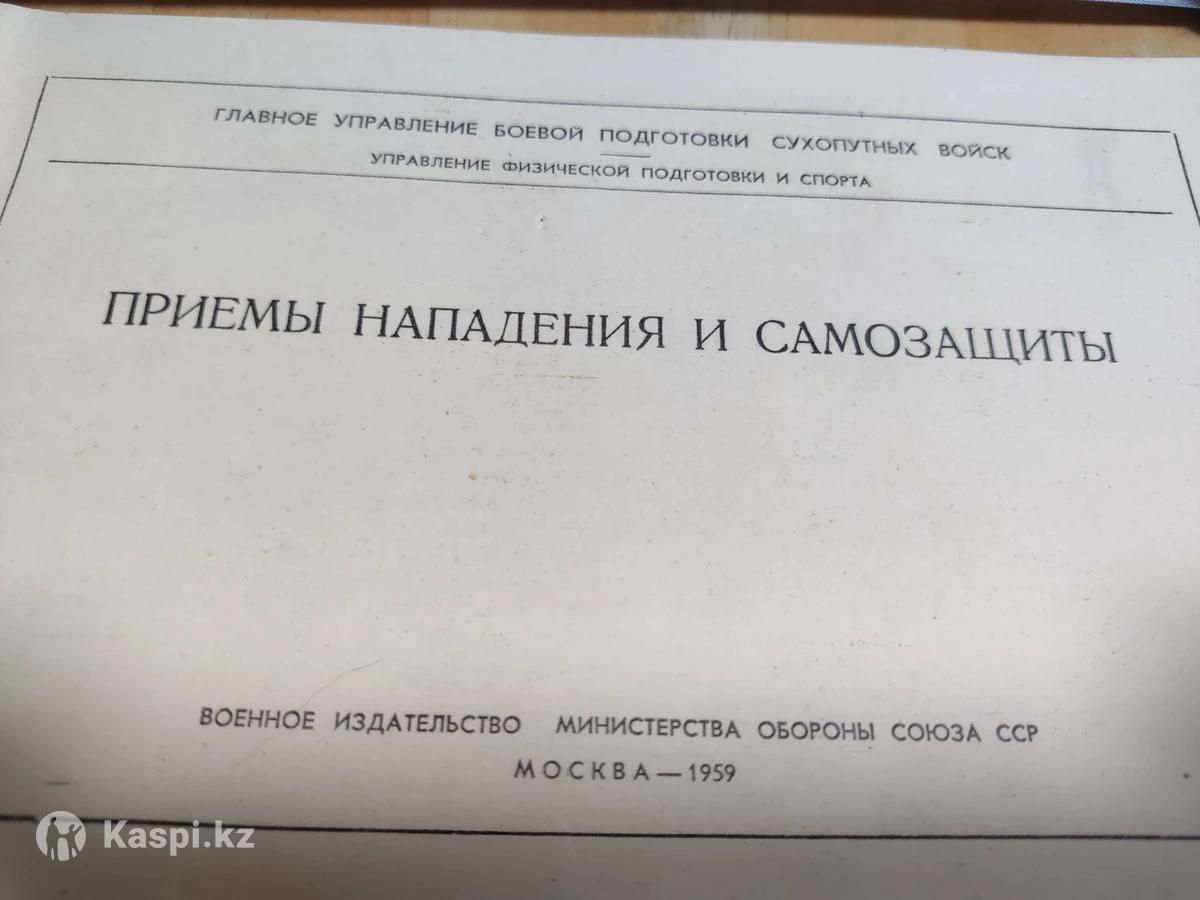 ГЛАВНОЕ УПРАВЛЕНИЕ БОЕВОЙ ПОДГОТОВКИ СУХОПУТНЫХ ВОЙСК
УПРАВЛЕНИЕ ФИЗИЧЕСКОЙ ПОДГОТОВКИ И СПОРТА
ПРИЕМЫ НАПАДЕНИЯ И САМОЗАЩИТЫ
ВОЕННОЕ ИЗДАТЕЛЬСТВО МИНИСТЕРСТВА ОБОРОНЫ СОЮЗА ССР
МОСКВА — 1959
Kaspi.kz